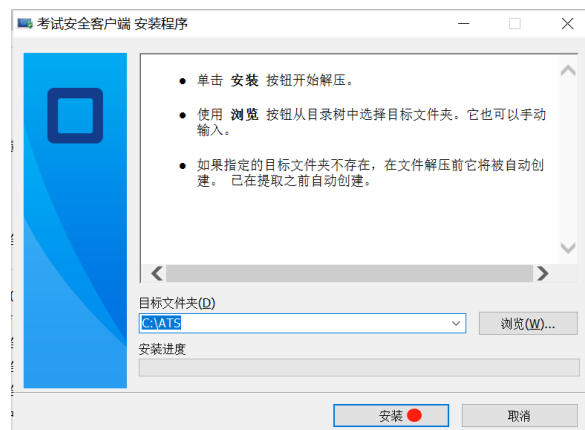 考试安全客户端 安装程序
● 单击 安装 按钮开始解压。
● 使用 浏览 按钮从目录树中选择目标文件夹。它也可以手动
输入。
● 如果指定的目标文件夹不存在，在文件解压前它将被自动创
建。 已在提取之前自动创建。
目标文件夹(D)
C:\ATS
浏览(W)...
安装进度
安装
取消